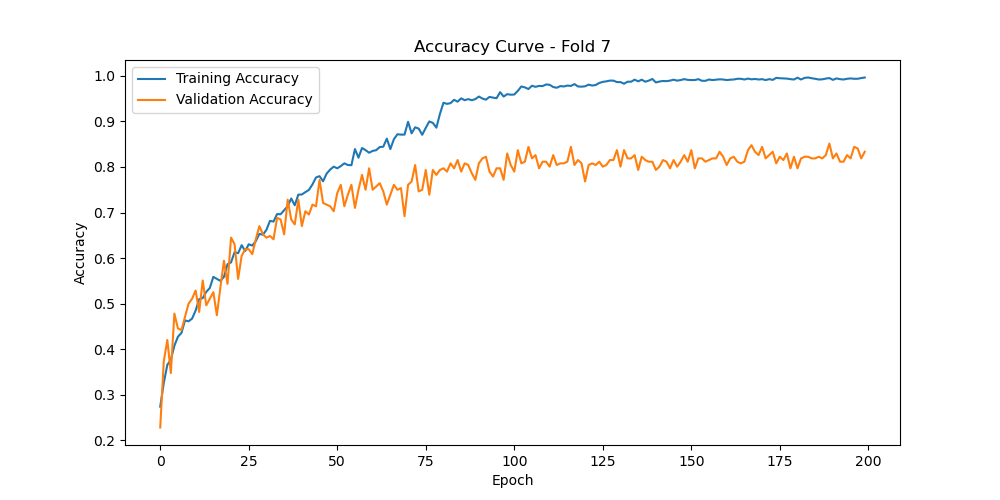 Accuracy Curve - Fold 7
Training Accuracy
Validation Accuracy
1.0
0.9
0.8
0.7
0.6
0.5
0.4
0.3
0.2
Accuracy
0 25 50 75 100 125 150 175 200
Epoch